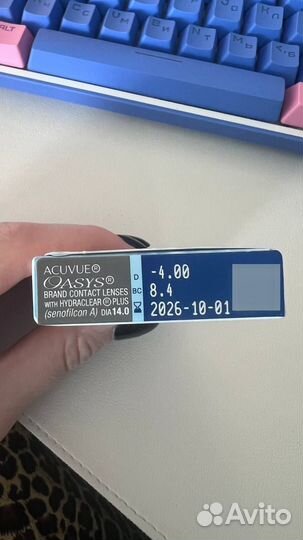 ALT
ACUVUE®
OASYS®
BRAND CONTACT LENSES
WITH HYDRACLEAR® PLUS
(senofilcon A) DIA14.0
D -4.00
BC 8.4
2026-10-01
Avito